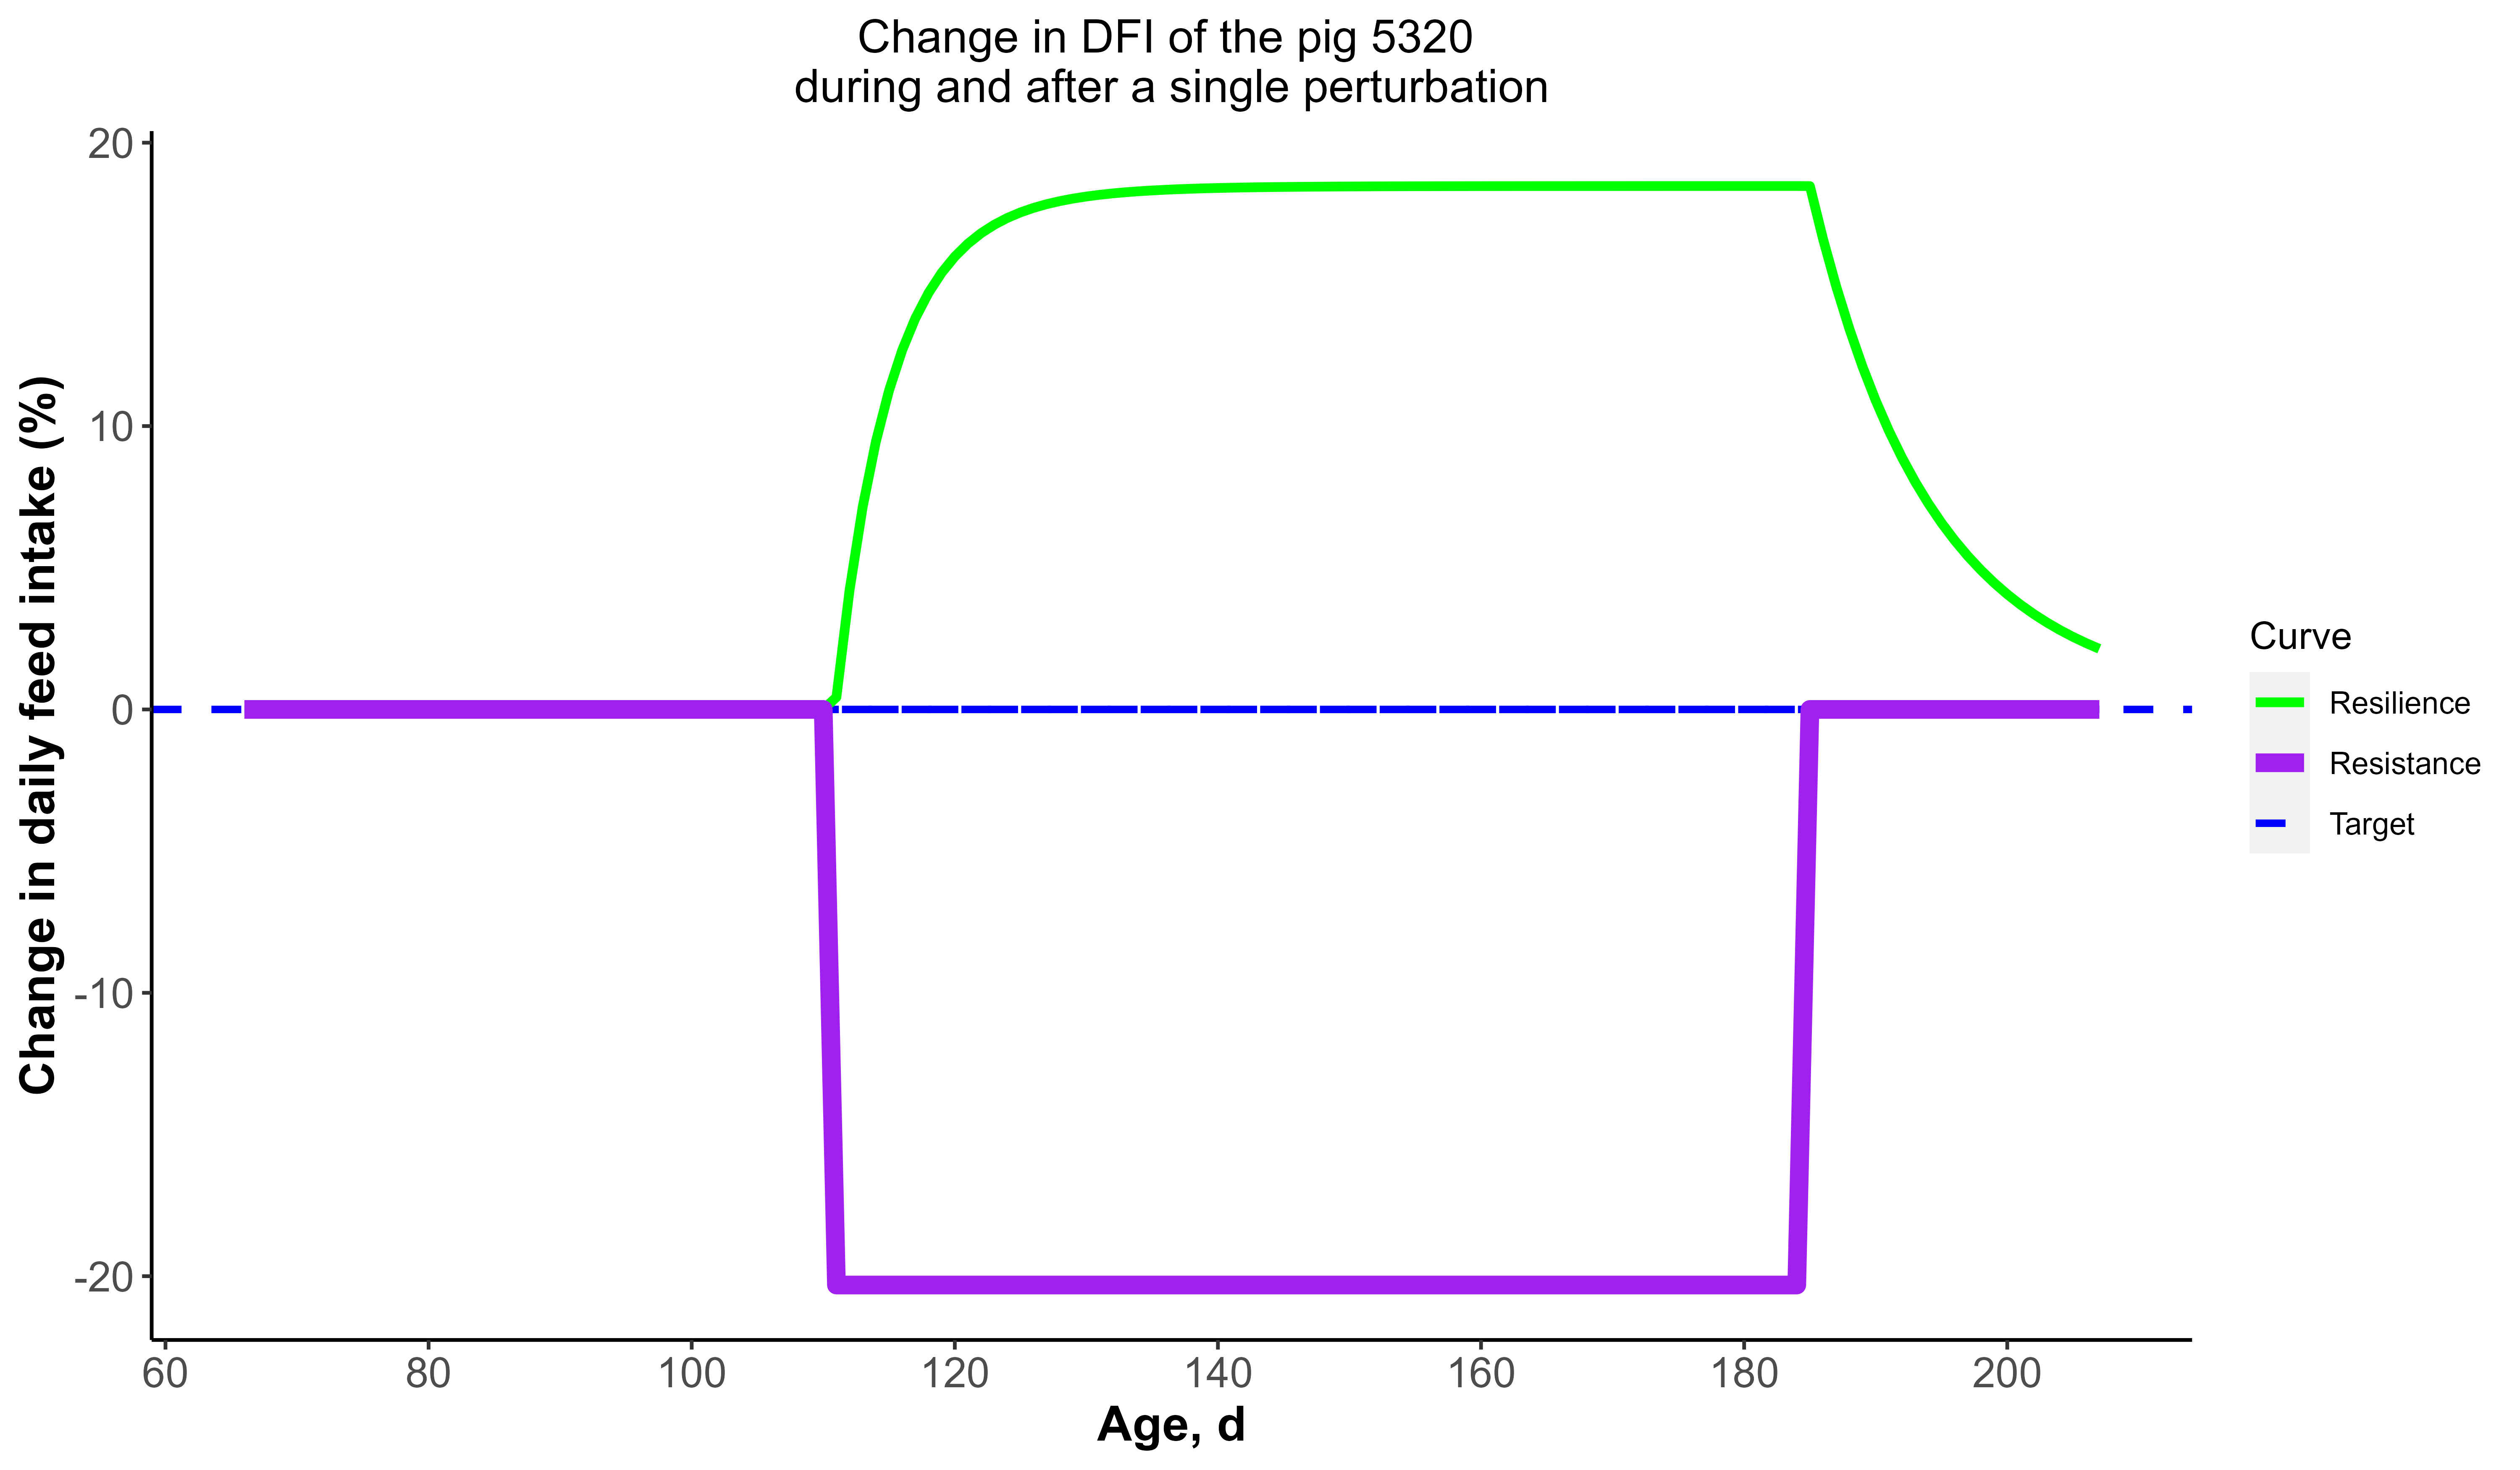 Change in DFI of the pig 5320
during and after a single perturbation
Change in daily feed intake (%)
20
10
0
-10
-20
60
80
100
120
140
160
180
200
Age, d
Curve
Resilience
Resistance
Target